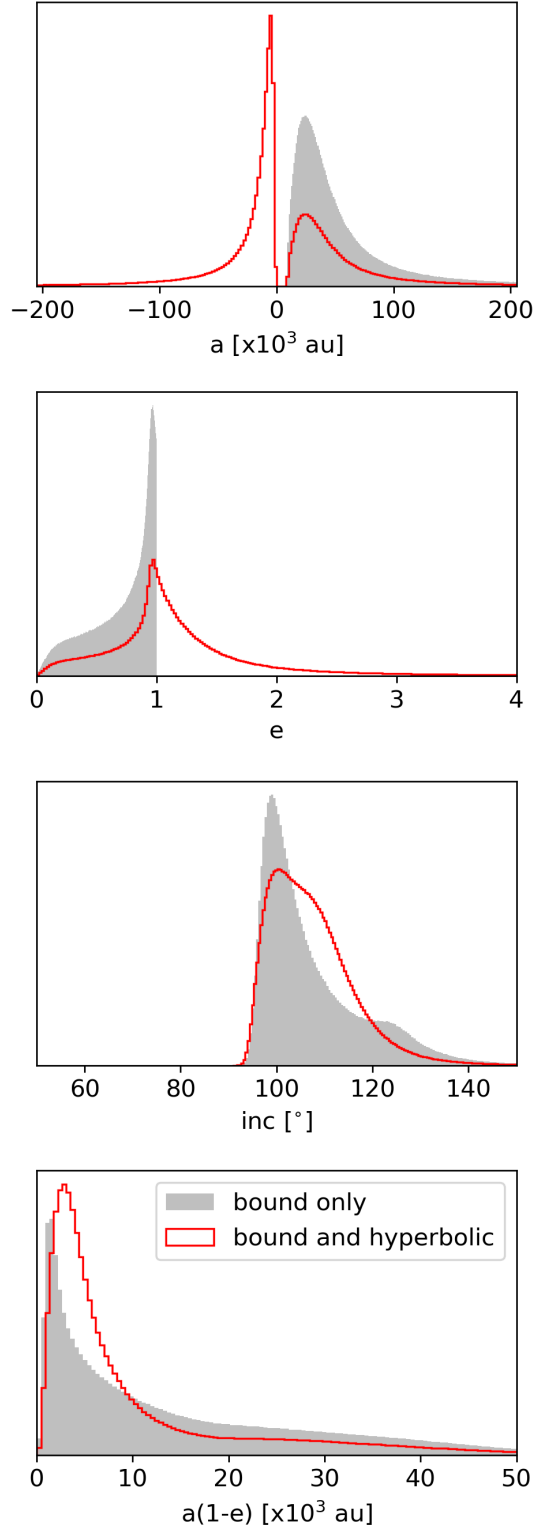 −200 −100 0 100 200
a [x10³ au]
0 1 2 3 4
e
60 80 100 120 140
inc [°]
bound only
bound and hyperbolic
0 10 20 30 40 50
a(1-e) [x10³ au]